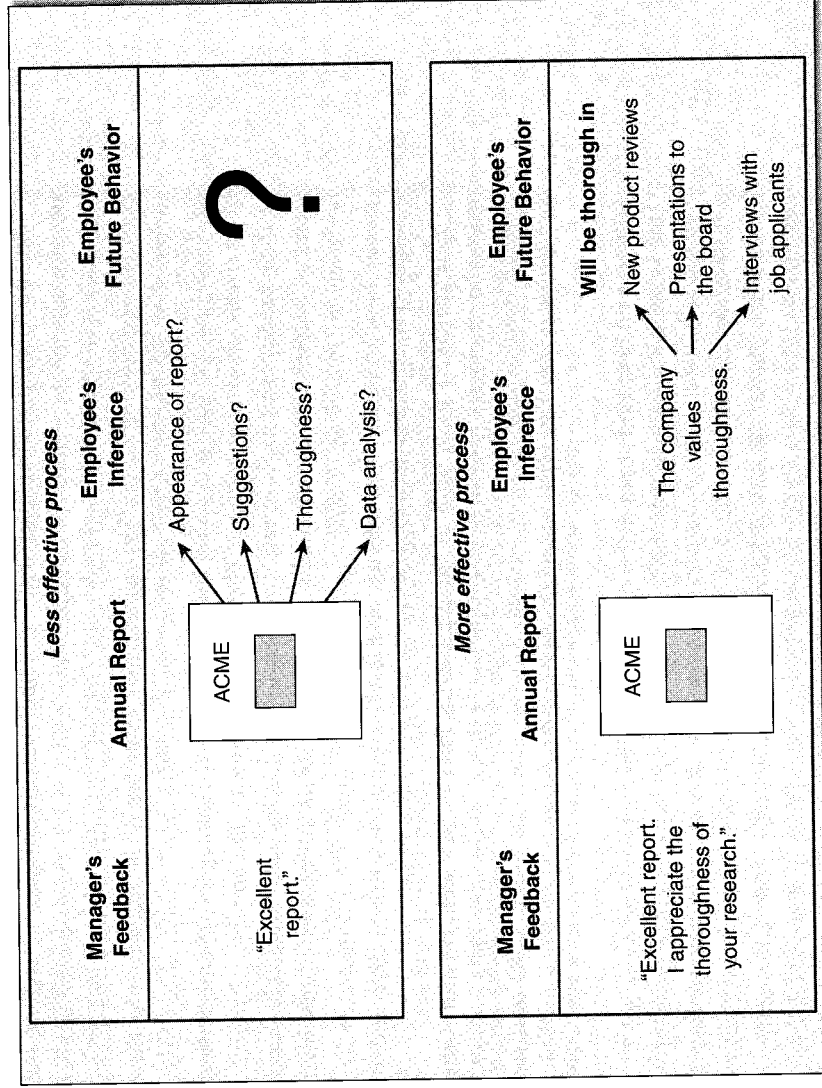 Less effective process
Manager's
Feedback
Annual Report
Employee's
Inference
Employee's
Future Behavior
"Excellent
report."
ACME
Appearance of report?
Suggestions?
Thoroughness?
Data analysis?
?
More effective process
Manager's
Feedback
Annual Report
Employee's
Inference
Employee's
Future Behavior
"Excellent report.
I appreciate the
thoroughness of
your research."
ACME
The company
values
thoroughness.
Will be thorough in
New product reviews
Presentations to
the board
Interviews with
job applicants